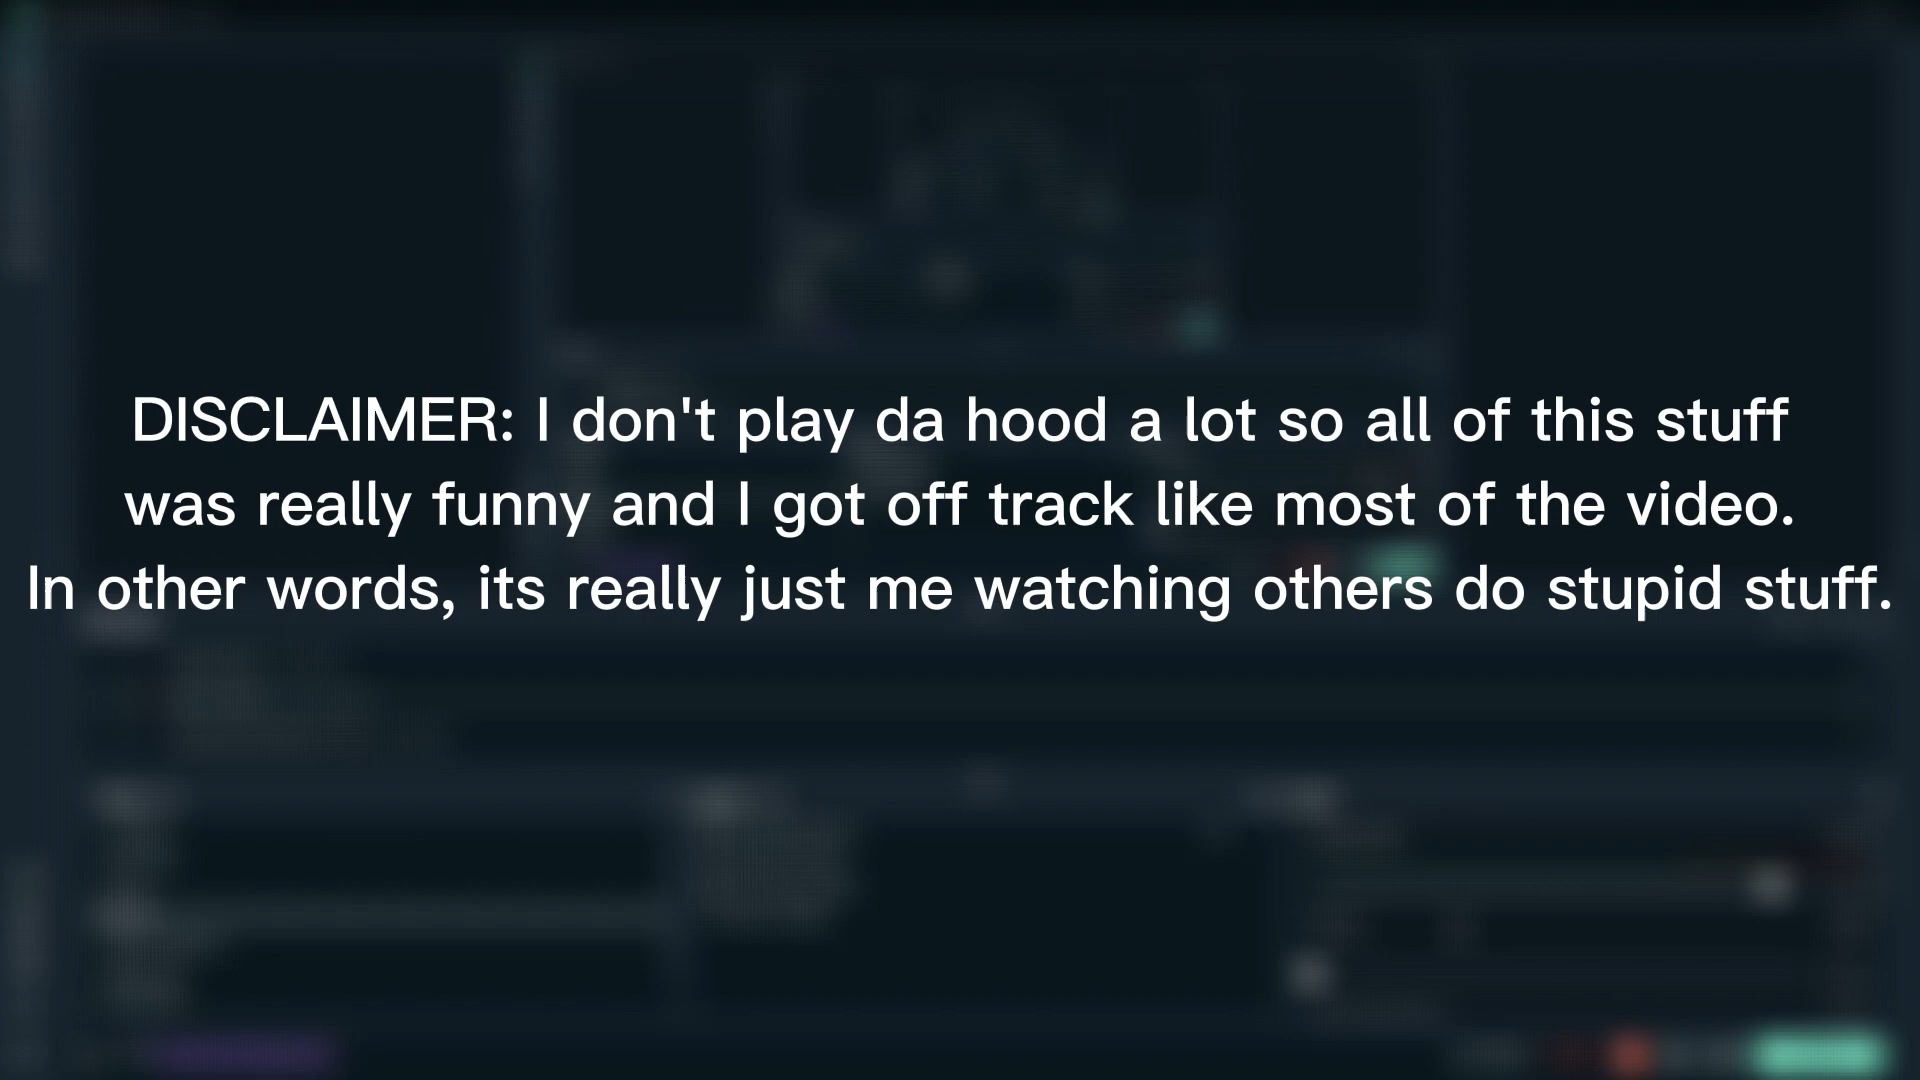 DISCLAIMER: I don't play da hood a lot so all of this stuff
was really funny and I got off track like most of the video.
In other words, its really just me watching others do stupid stuff.